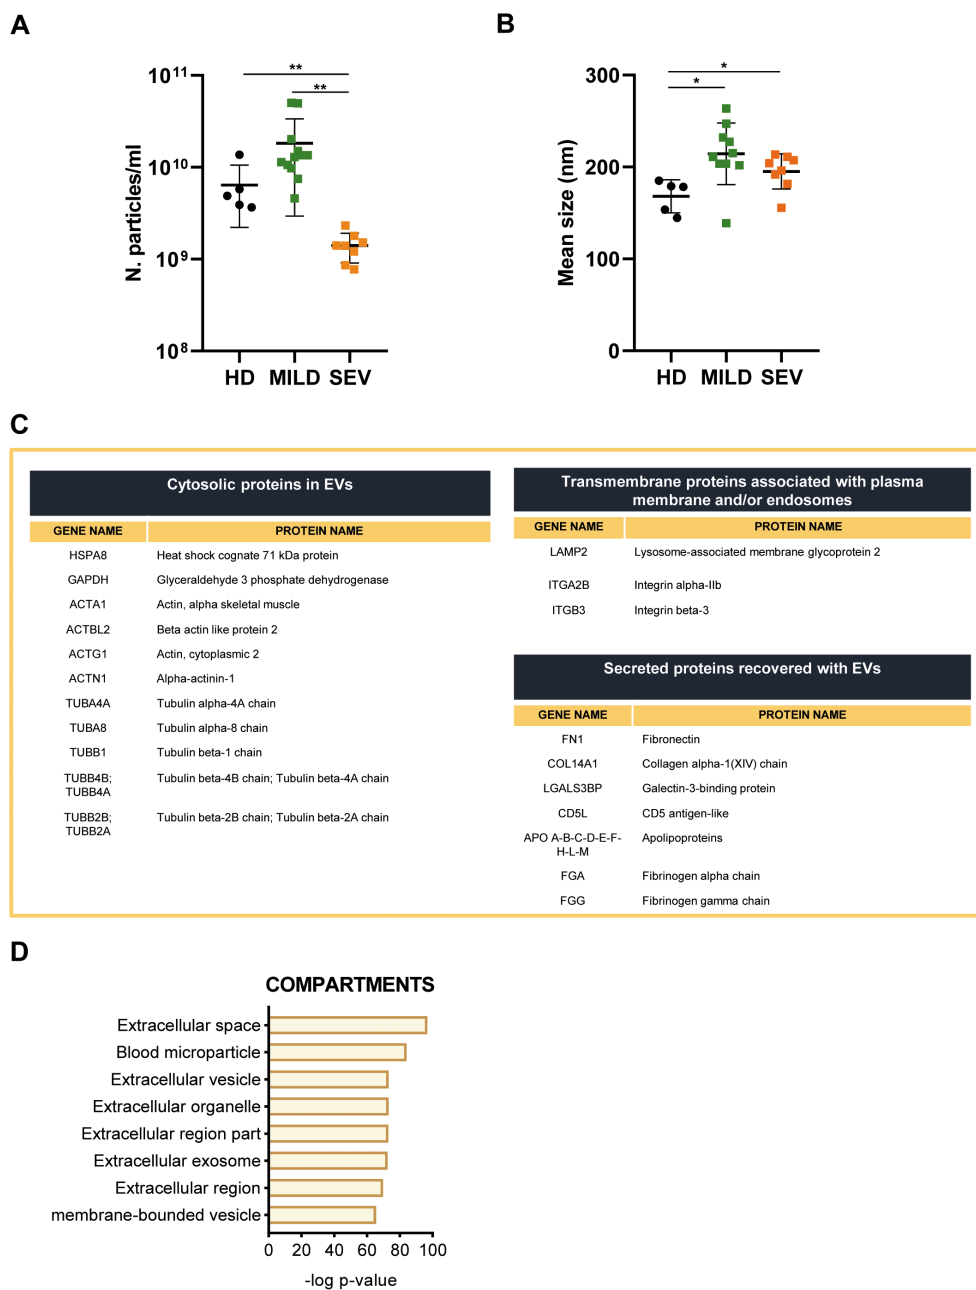 A
B
**
**
10¹¹
10¹⁰
10⁹
10⁸
N. particles/ml
HD MILD SEV
*
*
300
200
100
0
Mean size (nm)
HD MILD SEV
C
Cytosolic proteins in EVs
GENE NAME PROTEIN NAME
HSPA8 Heat shock cognate 71 kDa protein
GAPDH Glyceraldehyde 3 phosphate dehydrogenase
ACTA1 Actin, alpha skeletal muscle
ACTBL2 Beta actin like protein 2
ACTG1 Actin, cytoplasmic 2
ACTN1 Alpha-actinin-1
TUBA4A Tubulin alpha-4A chain
TUBA8 Tubulin alpha-8 chain
TUBB1 Tubulin beta-1 chain
TUBB4B; Tubulin beta-4B chain; Tubulin beta-4A chain
TUBB4A
TUBB2B; Tubulin beta-2B chain; Tubulin beta-2A chain
TUBB2A
Transmembrane proteins associated with plasma
membrane and/or endosomes
GENE NAME PROTEIN NAME
LAMP2 Lysosome-associated membrane glycoprotein 2
ITGA2B Integrin alpha-IIb
ITGB3 Integrin beta-3
Secreted proteins recovered with EVs
GENE NAME PROTEIN NAME
FN1 Fibronectin
COL14A1 Collagen alpha-1(XIV) chain
LGALS3BP Galectin-3-binding protein
CD5L CD5 antigen-like
APO A-B-C-D-E-F- Apolipoproteins
H-L-M
FGA Fibrinogen alpha chain
FGG Fibrinogen gamma chain
D
COMPARTMENTS
Extracellular space
Blood microparticle
Extracellular vesicle
Extracellular organelle
Extracellular region part
Extracellular exosome
Extracellular region
membrane-bounded vesicle
0 20 40 60 80 100
-log p-value